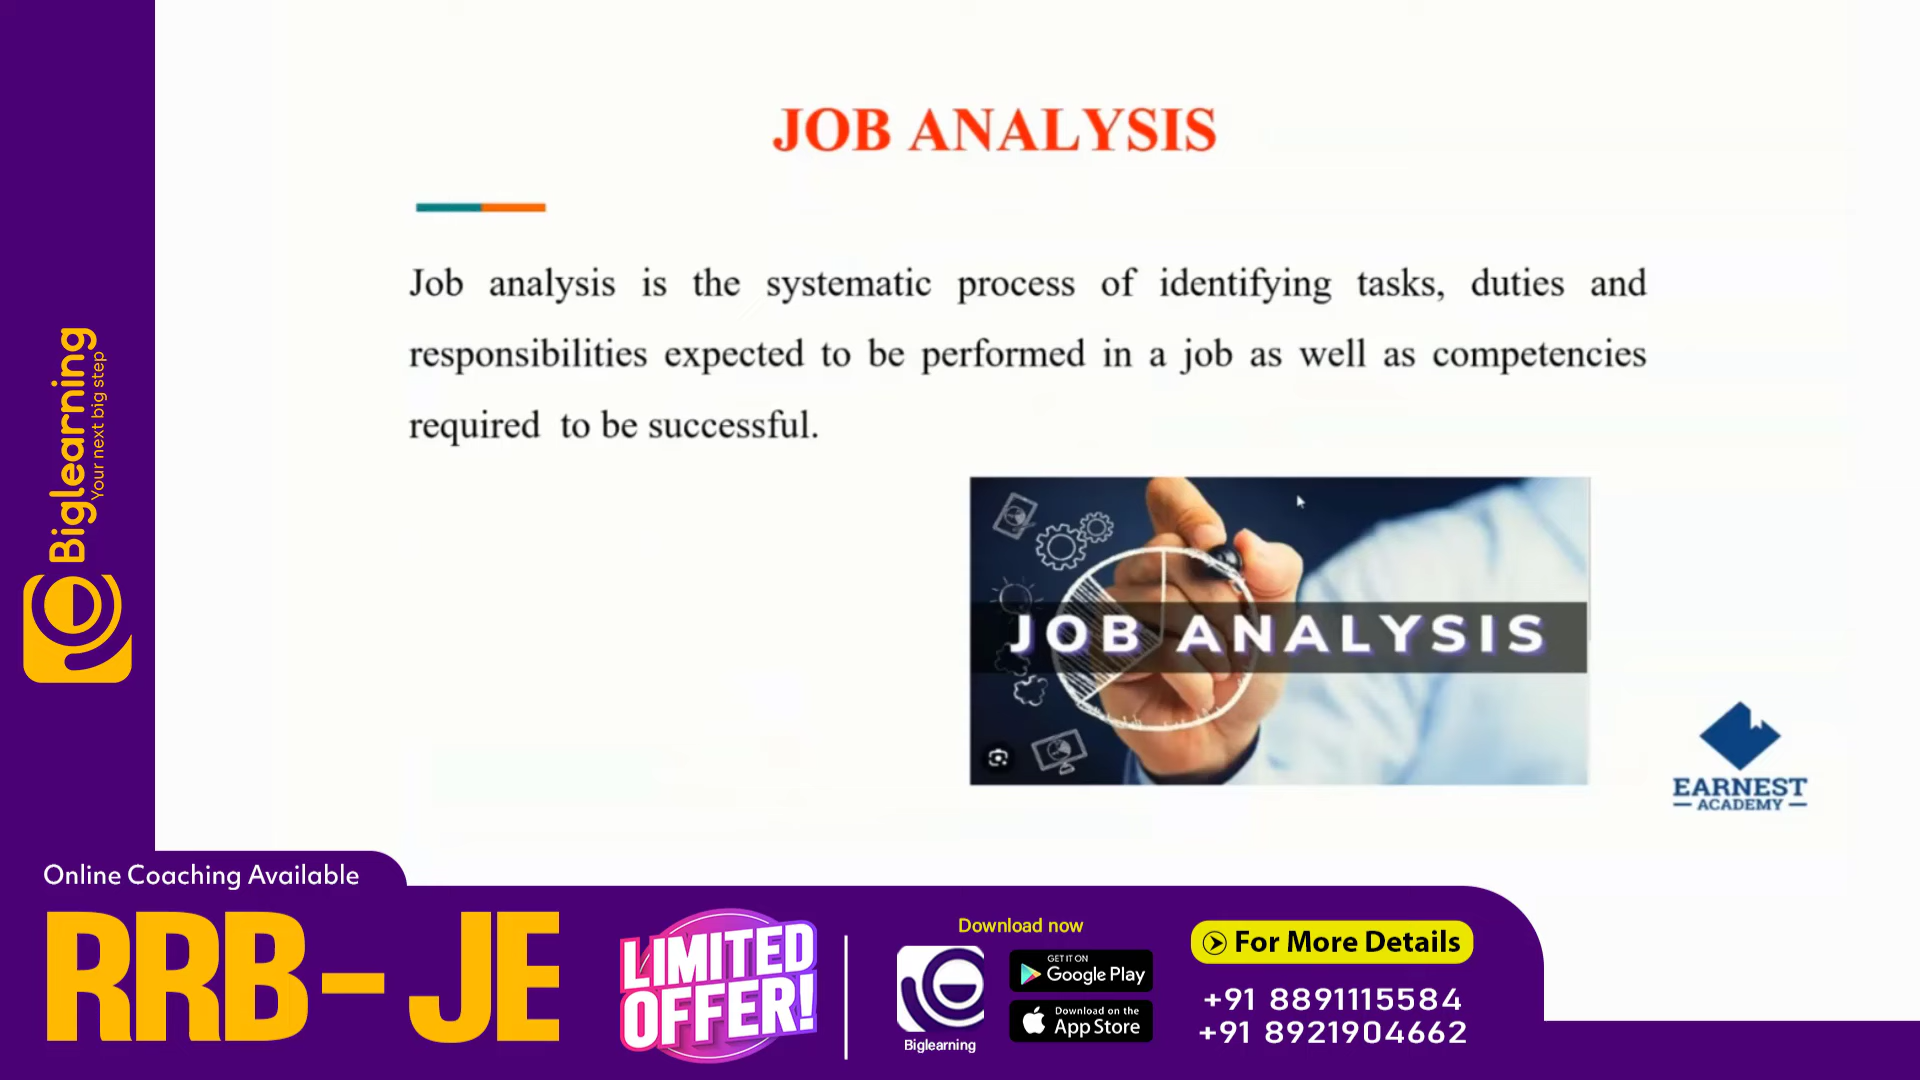 JOB ANALYSIS
Job analysis is the systematic process of identifying tasks, duties and
responsibilities expected to be performed in a job as well as competencies
required to be successful.
JOB ANALYSIS
EARNEST
ACADEMY
Biglearning
Your next big step
Online Coaching Available
RRB - JE
LIMITED
OFFER!
Download now
GET IT ON
Google Play
Download on the
App Store
Biglearning
For More Details
+91 8891115584
+91 8921904662